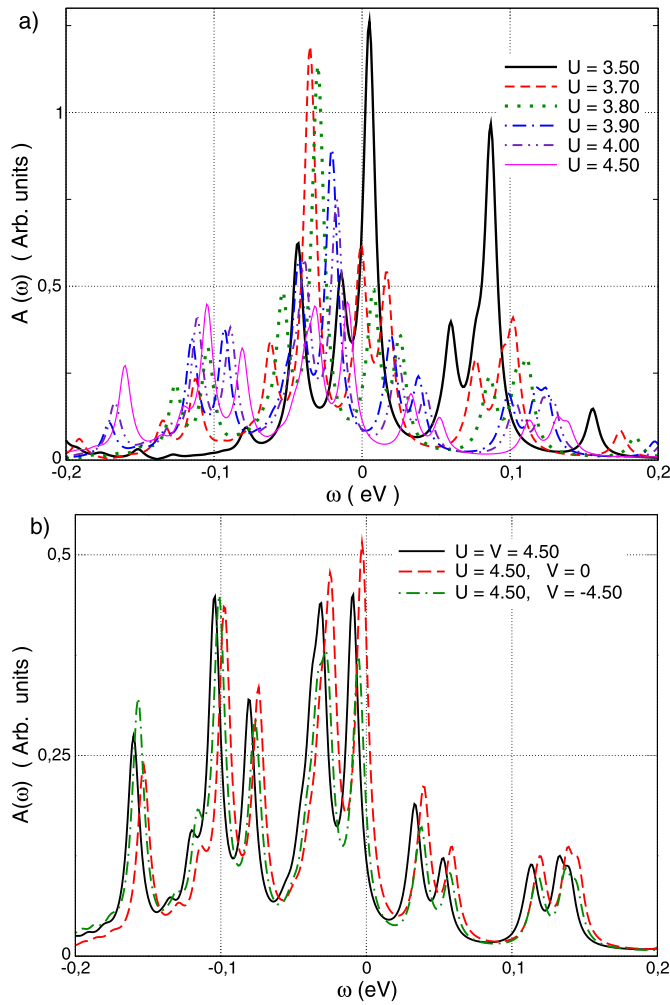 a)
A (ω) ( Arb. units )
1
0,5
0
U = 3.50
U = 3.70
U = 3.80
U = 3.90
U = 4.00
U = 4.50
-0,2 -0,1 0 0,1 0,2
ω ( eV )
b)
A(ω) ( Arb. units )
0,5
0,25
0
U = V = 4.50
U = 4.50, V = 0
U = 4.50, V = -4.50
-0,2 -0,1 0 0,1 0,2
ω (eV)